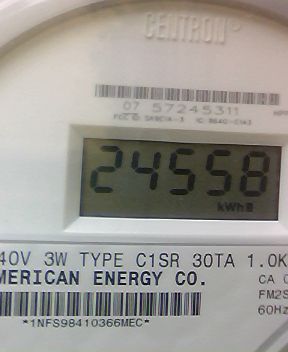 CENTRON
07 57245311
24558
kWh
40V 3W TYPE C1SR 30TA 1.0K
MERICAN ENERGY CO.
CA
FM2S
60Hz
*1NFS98410366MEC*